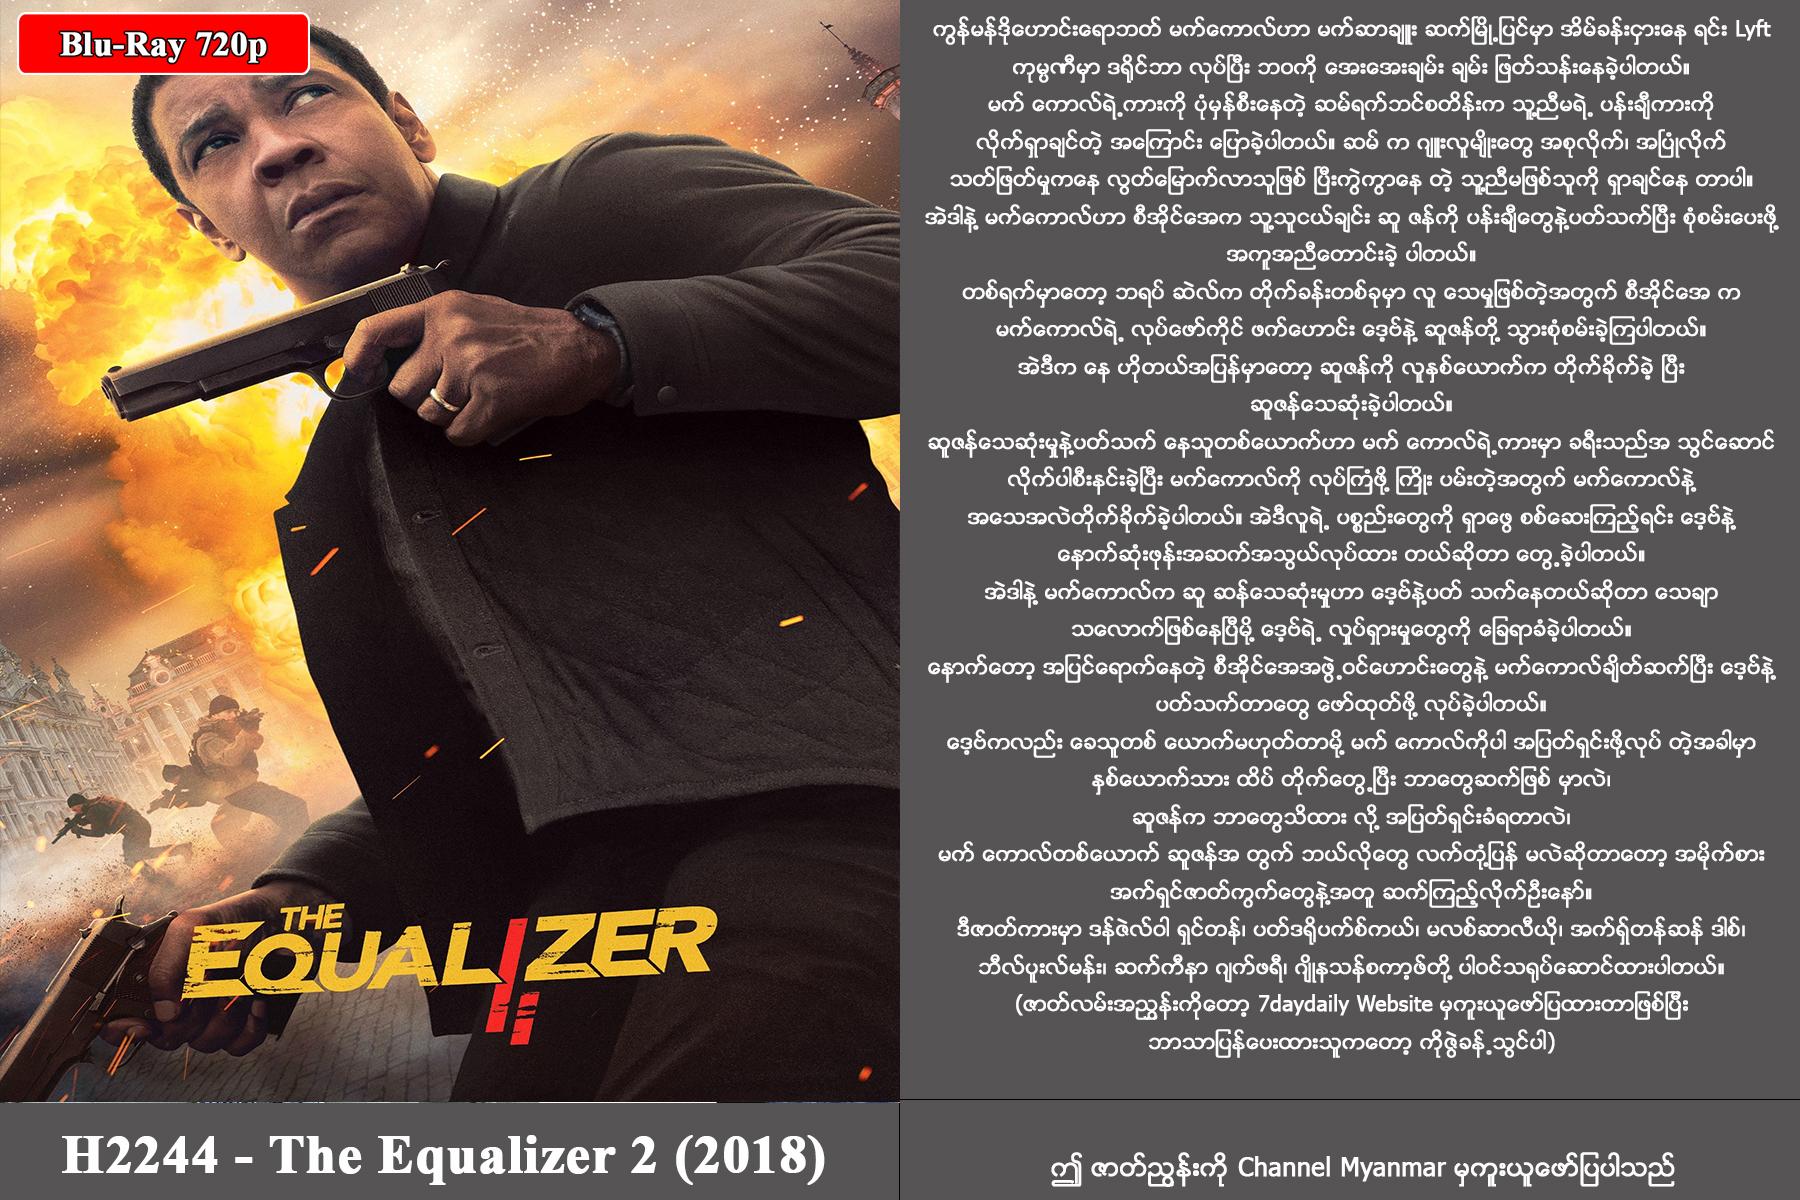 Blu-Ray 720p
THE
EQUALIZER
H2244 - The Equalizer 2 (2018)
ကွန်မန်ဒိုဟောင်းရောဘတ် မက်ကောလ်ဟာ မက်ဆာချူး ဆက်မြို့ပြင်မှာ အိမ်ခန်းငှားနေ ရင်း Lyft
ကုမ္ပဏီမှာ ဒရိုင်ဘာ လုပ်ပြီး ဘဝကို အေးအေးချမ်း ချမ်း ဖြတ်သန်းနေခဲ့ပါတယ်။
မက် ကောလ်ရဲ့ကားကို ပုံမှန်စီးနေတဲ့ ဆမ်ရက်ဘင်စတိန်းက သူ့ညီမရဲ့ ပန်းချီကားကို
လိုက်ရှာချင်တဲ့ အကြောင်း ပြောခဲ့ပါတယ်။ ဆမ် က ဂျူးလူမျိုးတွေ အစုလိုက်၊ အပြုံလိုက်
သတ်ဖြတ်မှုကနေ လွတ်မြောက်လာသူဖြစ် ပြီးကွဲကွာနေ တဲ့ သူ့ညီမဖြစ်သူကို ရှာချင်နေ တာပါ။
အဲဒါနဲ့ မက်ကောလ်ဟာ စီအိုင်အေက သူ့သူငယ်ချင်း ဆူ ဇန်ကို ပန်းချီတွေနဲ့ပတ်သက်ပြီး စုံစမ်းပေးဖို့
အကူအညီတောင်းခဲ့ ပါတယ်။
တစ်ရက်မှာတော့ ဘရပ် ဆဲလ်က တိုက်ခန်းတစ်ခုမှာ လူ သေမှုဖြစ်တဲ့အတွက် စီအိုင်အေ က
မက်ကောလ်ရဲ့ လုပ်ဖော်ကိုင် ဖက်ဟောင်း ဒေ့ဗ်နဲ့ ဆူဇန်တို့ သွားစုံစမ်းခဲ့ကြပါတယ်။
အဲဒီက နေ ဟိုတယ်အပြန်မှာတော့ ဆူဇန်ကို လူနှစ်ယောက်က တိုက်ခိုက်ခဲ့ ပြီး
ဆူဇန်သေဆုံးခဲ့ပါတယ်။
ဆူဇန်သေဆုံးမှုနဲ့ပတ်သက် နေသူတစ်ယောက်ဟာ မက် ကောလ်ရဲ့ကားမှာ ခရီးသည်အ သွင်ဆောင်
လိုက်ပါစီးနင်းခဲ့ပြီး မက်ကောလ်ကို လုပ်ကြံဖို့ ကြိုး ပမ်းတဲ့အတွက် မက်ကောလ်နဲ့
အသေအလဲတိုက်ခိုက်ခဲ့ပါတယ်။ အဲဒီလူရဲ့ ပစ္စည်းတွေကို ရှာဖွေ စစ်ဆေးကြည့်ရင်း ဒေ့ဗ်နဲ့
နောက်ဆုံးဖုန်းအဆက်အသွယ်လုပ်ထား တယ်ဆိုတာ တွေ့ခဲ့ပါတယ်။
အဲဒါနဲ့ မက်ကောလ်က ဆူ ဆန်သေဆုံးမှုဟာ ဒေ့ဗ်နဲ့ပတ် သက်နေတယ်ဆိုတာ သေချာ
သလောက်ဖြစ်နေပြီမို့ ဒေ့ဗ်ရဲ့ လှုပ်ရှားမှုတွေကို ခြေရာခံခဲ့ပါတယ်။
နောက်တော့ အပြင်ရောက်နေတဲ့ စီအိုင်အေအဖွဲ့ဝင်ဟောင်းတွေနဲ့ မက်ကောလ်ချိတ်ဆက်ပြီး ဒေ့ဗ်နဲ့
ပတ်သက်တာတွေ ဖော်ထုတ်ဖို့ လုပ်ခဲ့ပါတယ်။
ဒေ့ဗ်ကလည်း ခေသူတစ် ယောက်မဟုတ်တာမို့ မက် ကောလ်ကိုပါ အပြတ်ရှင်းဖို့လုပ် တဲ့အခါမှာ
နှစ်ယောက်သား ထိပ် တိုက်တွေ့ပြီး ဘာတွေဆက်ဖြစ် မှာလဲ၊
ဆူဇန်က ဘာတွေသိထား လို့ အပြတ်ရှင်းခံရတာလဲ၊
မက် ကောလ်တစ်ယောက် ဆူဇန်အ တွက် ဘယ်လိုတွေ လက်တုံ့ပြန် မလဲဆိုတာတော့ အမိုက်စား
အက်ရှင်ဇာတ်ကွက်တွေနဲ့အတူ ဆက်ကြည့်လိုက်ဦးနော်။
ဒီဇာတ်ကားမှာ ဒန်ဇဲလ်ဝါ ရှင်တန်၊ ပတ်ဒရိုပက်စ်ကယ်၊ မလစ်ဆာလီယို၊ အက်ရှ်တန်ဆန် ဒါစ်၊
ဘီလ်ပူးလ်မန်း၊ ဆက်ကီနာ ဂျက်ဖရီ၊ ဂျိုနသန်စကာ့ဖ်တို့ ပါဝင်သရုပ်ဆောင်ထားပါတယ်။
(ဇာတ်လမ်းအညွှန်းကိုတော့ 7daydaily Website မှကူးယူဖော်ပြထားတာဖြစ်ပြီး
ဘာသာပြန်ပေးထားသူကတော့ ကိုဇွဲခန့်သွင်ပါ)
ဤ ဇာတ်ညွှန်းကို Channel Myanmar မှကူးယူဖော်ပြပါသည်